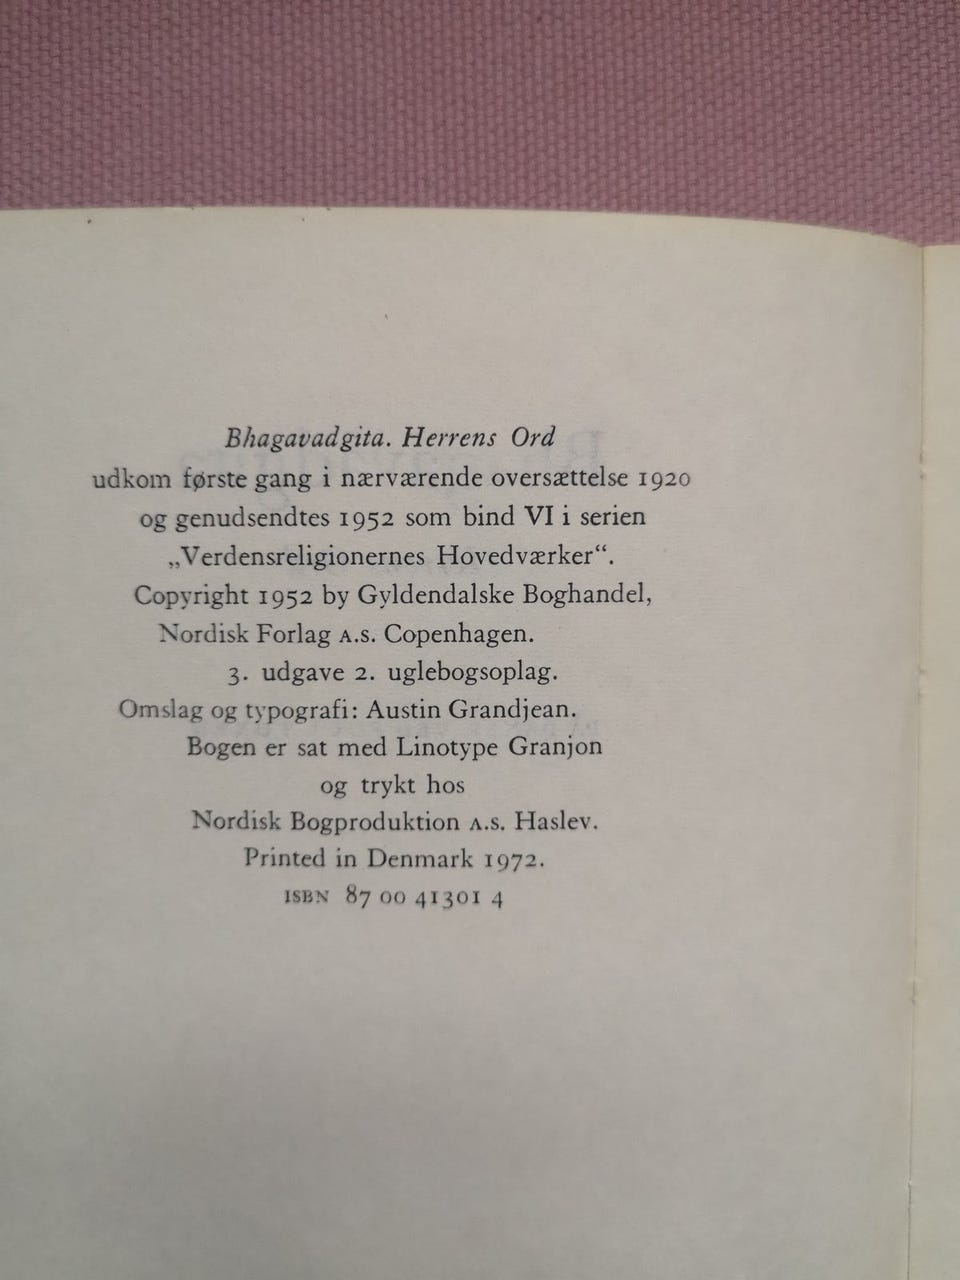 Bhagavadgita. Herrens Ord
udkom første gang i nærværende oversættelse 1920
og genudsendtes 1952 som bind VI i serien
„Verdensreligionernes Hovedværker“.
Copyright 1952 by Gyldendalske Boghandel,
Nordisk Forlag A.S. Copenhagen.
3. udgave 2. uglebogsoplag.
Omslag og typografi: Austin Grandjean.
Bogen er sat med Linotype Granjon
og trykt hos
Nordisk Bogproduktion A.S. Haslev.
Printed in Denmark 1972.
ISBN 87 00 41301 4